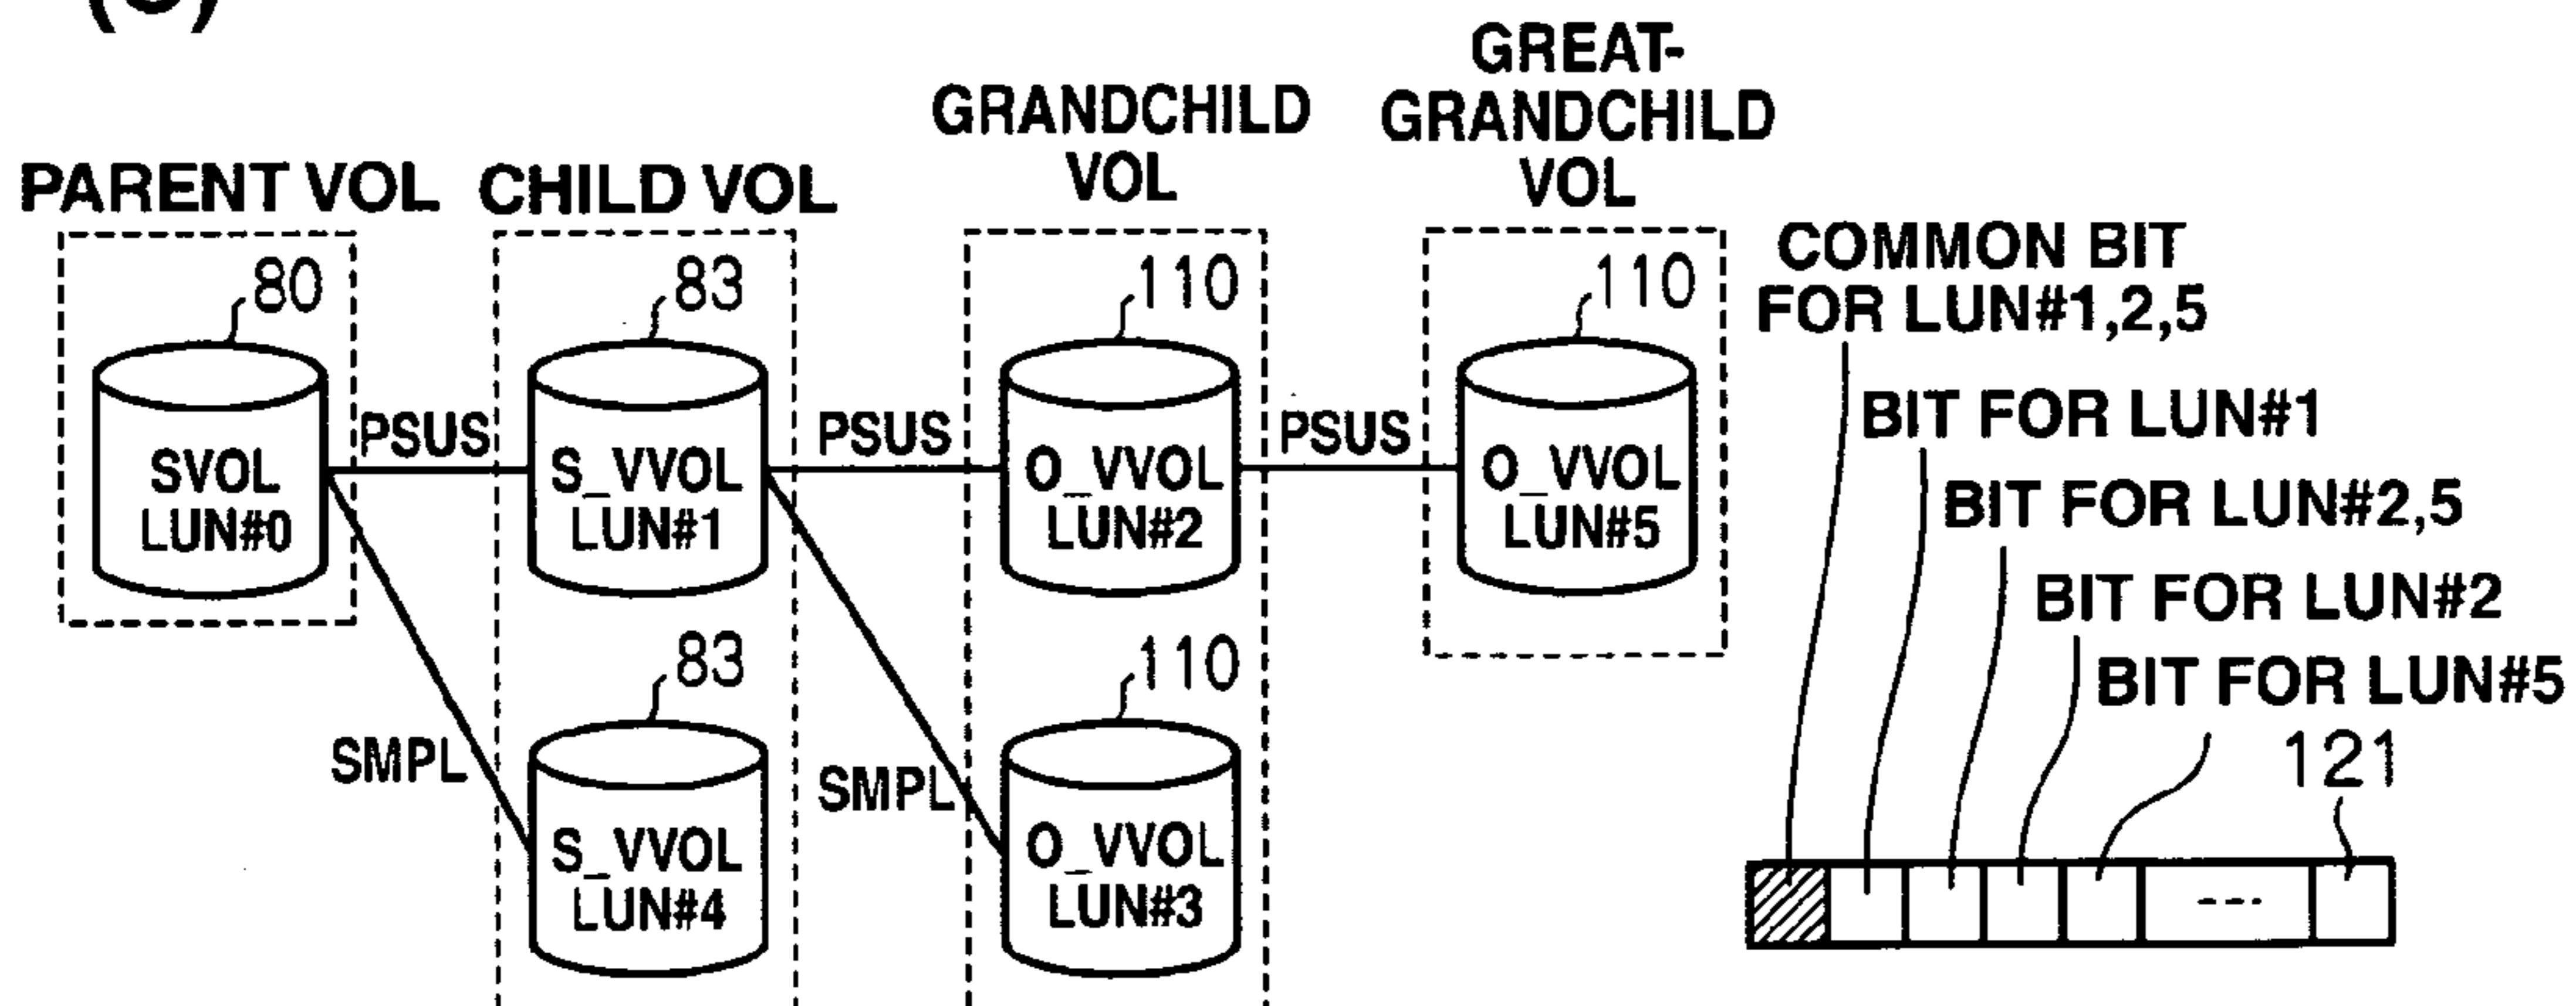 PARENT VOL
CHILD VOL
GRANDCHILD
VOL
GREAT-
GRANDCHILD
VOL
80
SVOL
LUN#0
PSUS
SMPL
83
S_VVOL
LUN#1
83
S_VVOL
LUN#4
PSUS
SMPL
110
O_VVOL
LUN#2
110
O_VVOL
LUN#3
PSUS
110
O_VVOL
LUN#5
COMMON BIT
FOR LUN#1,2,5
BIT FOR LUN#1
BIT FOR LUN#2,5
BIT FOR LUN#2
BIT FOR LUN#5
121
---